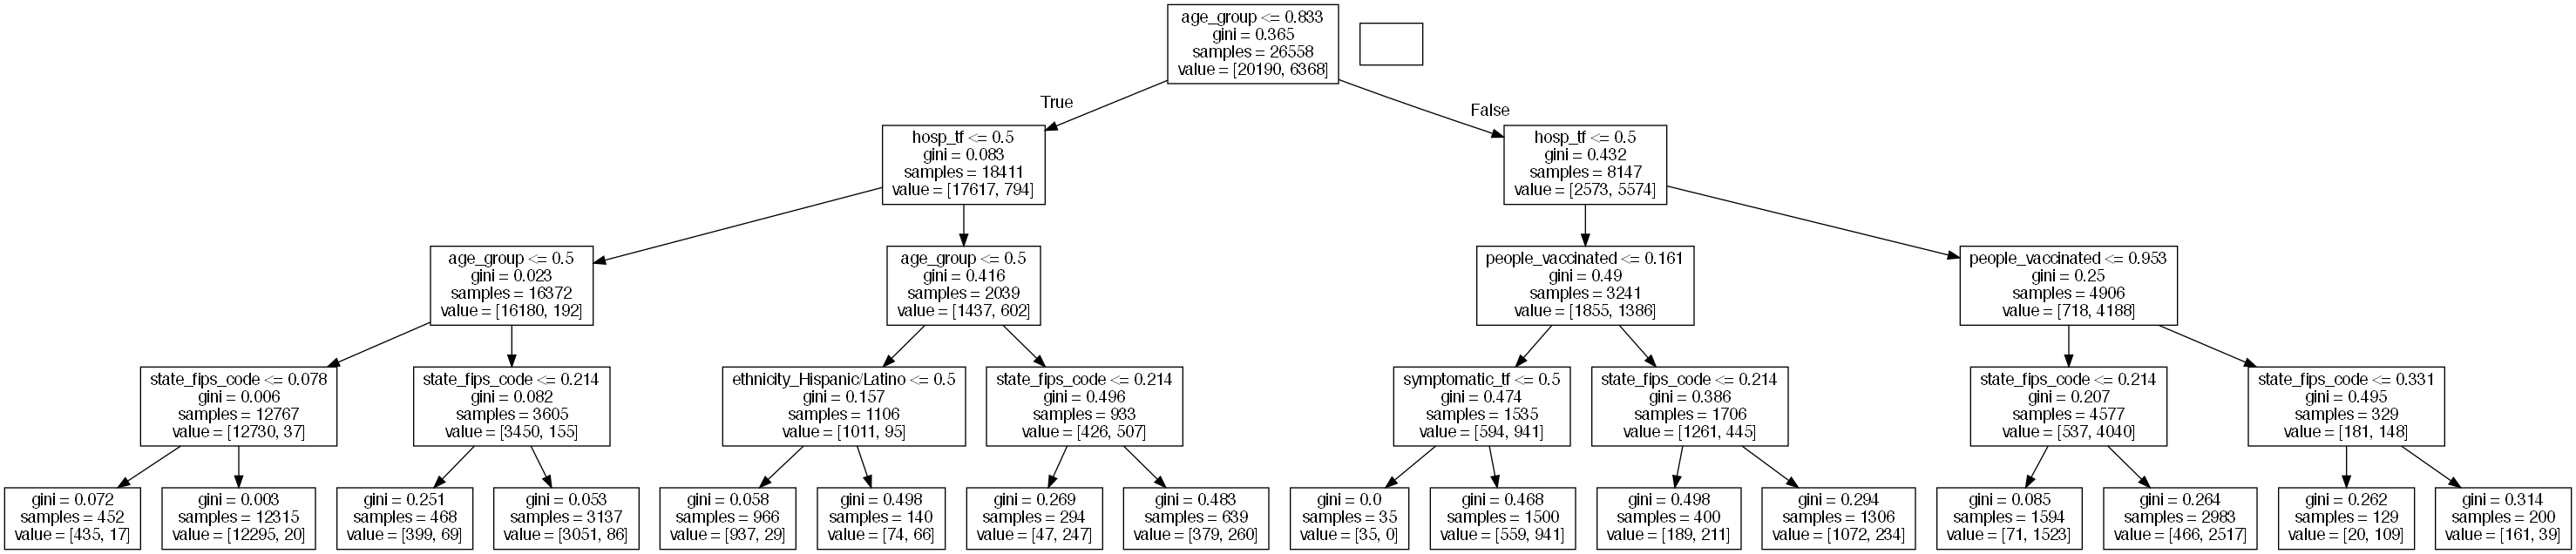 age_group <= 0.833
gini = 0.365
samples = 26558
value = [20190, 6368]
True
False
hosp_tf <= 0.5
gini = 0.083
samples = 18411
value = [17617, 794]
hosp_tf <= 0.5
gini = 0.432
samples = 8147
value = [2573, 5574]
age_group <= 0.5
gini = 0.023
samples = 16372
value = [16180, 192]
age_group <= 0.5
gini = 0.416
samples = 2039
value = [1437, 602]
people_vaccinated <= 0.161
gini = 0.49
samples = 3241
value = [1855, 1386]
people_vaccinated <= 0.953
gini = 0.25
samples = 4906
value = [718, 4188]
state_fips_code <= 0.078
gini = 0.006
samples = 12767
value = [12730, 37]
state_fips_code <= 0.214
gini = 0.082
samples = 3605
value = [3450, 155]
ethnicity_Hispanic/Latino <= 0.5
gini = 0.157
samples = 1106
value = [1011, 95]
state_fips_code <= 0.214
gini = 0.496
samples = 933
value = [426, 507]
symptomatic_tf <= 0.5
gini = 0.474
samples = 1535
value = [594, 941]
state_fips_code <= 0.214
gini = 0.386
samples = 1706
value = [1261, 445]
state_fips_code <= 0.214
gini = 0.207
samples = 4577
value = [537, 4040]
state_fips_code <= 0.331
gini = 0.495
samples = 329
value = [181, 148]
gini = 0.072
samples = 452
value = [435, 17]
gini = 0.003
samples = 12315
value = [12295, 20]
gini = 0.251
samples = 468
value = [399, 69]
gini = 0.053
samples = 3137
value = [3051, 86]
gini = 0.058
samples = 966
value = [937, 29]
gini = 0.498
samples = 140
value = [74, 66]
gini = 0.269
samples = 294
value = [47, 247]
gini = 0.483
samples = 639
value = [379, 260]
gini = 0.0
samples = 35
value = [35, 0]
gini = 0.468
samples = 1500
value = [559, 941]
gini = 0.498
samples = 400
value = [189, 211]
gini = 0.294
samples = 1306
value = [1072, 234]
gini = 0.085
samples = 1594
value = [71, 1523]
gini = 0.264
samples = 2983
value = [466, 2517]
gini = 0.262
samples = 129
value = [20, 109]
gini = 0.314
samples = 200
value = [161, 39]